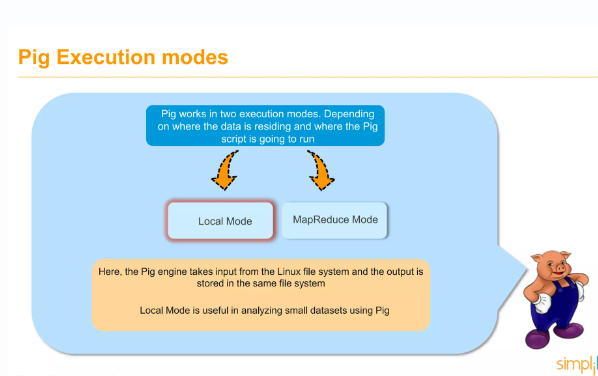 Pig Execution modes
Pig works in two execution modes. Depending
on where the data is residing and where the Pig
script is going to run
Local Mode
MapReduce Mode
Here, the Pig engine takes input from the Linux file system and the output is
stored in the same file system
Local Mode is useful in analyzing small datasets using Pig
simpli